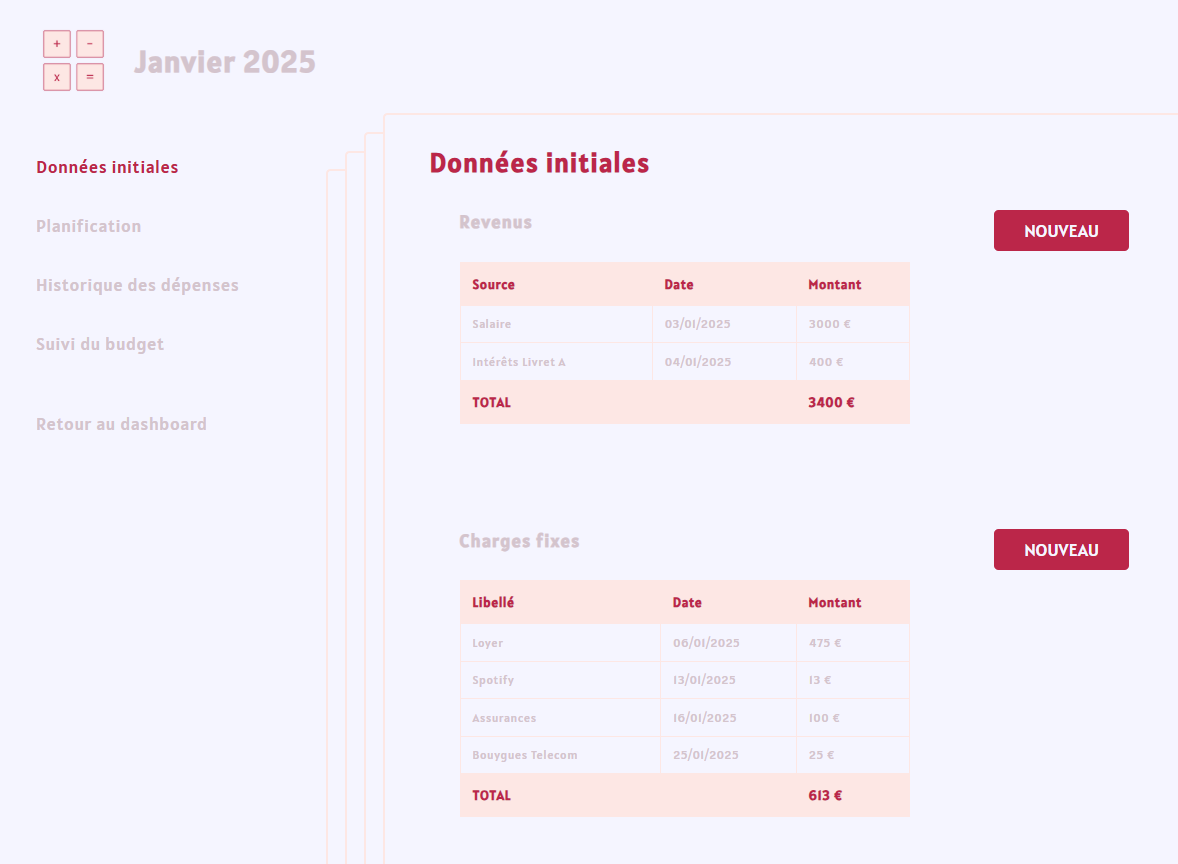 + -
x =
Janvier 2025
Données initiales
Planification
Historique des dépenses
Suivi du budget
Retour au dashboard
Données initiales
Revenus
NOUVEAU
Source Date Montant
Salaire 03/01/2025 3000 €
Intérêts Livret A 04/01/2025 400 €
TOTAL 3400 €
Charges fixes
NOUVEAU
Libellé Date Montant
Loyer 06/01/2025 475 €
Spotify 13/01/2025 13 €
Assurances 16/01/2025 100 €
Bouygues Telecom 25/01/2025 25 €
TOTAL 613 €